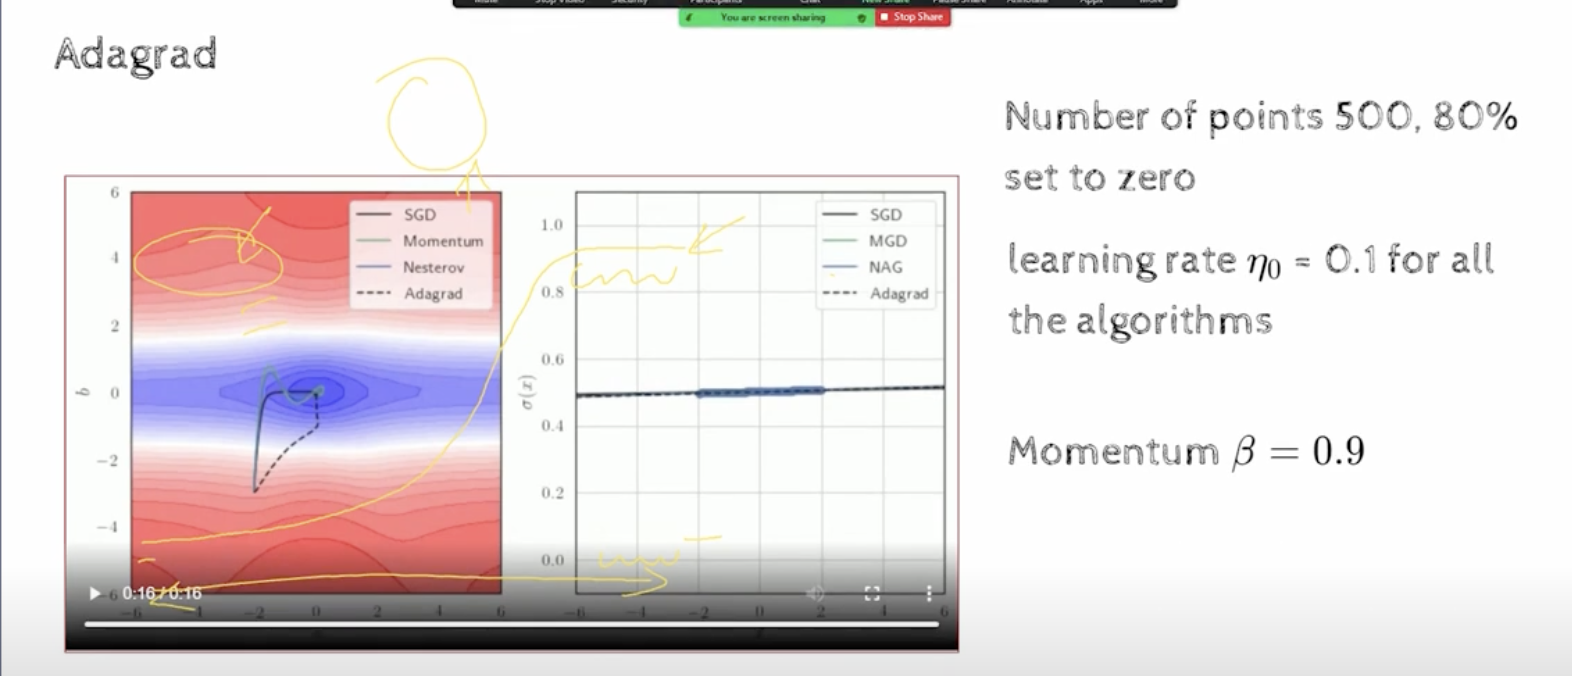 You are screen sharing
Stop Share
Adagrad
Number of points 500, 80%
set to zero
learning rate η₀ = 0.1 for all
the algorithms
Momentum β = 0.9
6
4
2
0
−2
−4
−6
b
SGD
Momentum
Nesterov
Adagrad
0:16 / 0:16
−6
−4
−2
0
2
4
6
1.0
0.8
0.6
0.4
0.2
0.0
σ(x)
SGD
MGD
NAG
Adagrad
−6
−4
−2
0
2
4
6